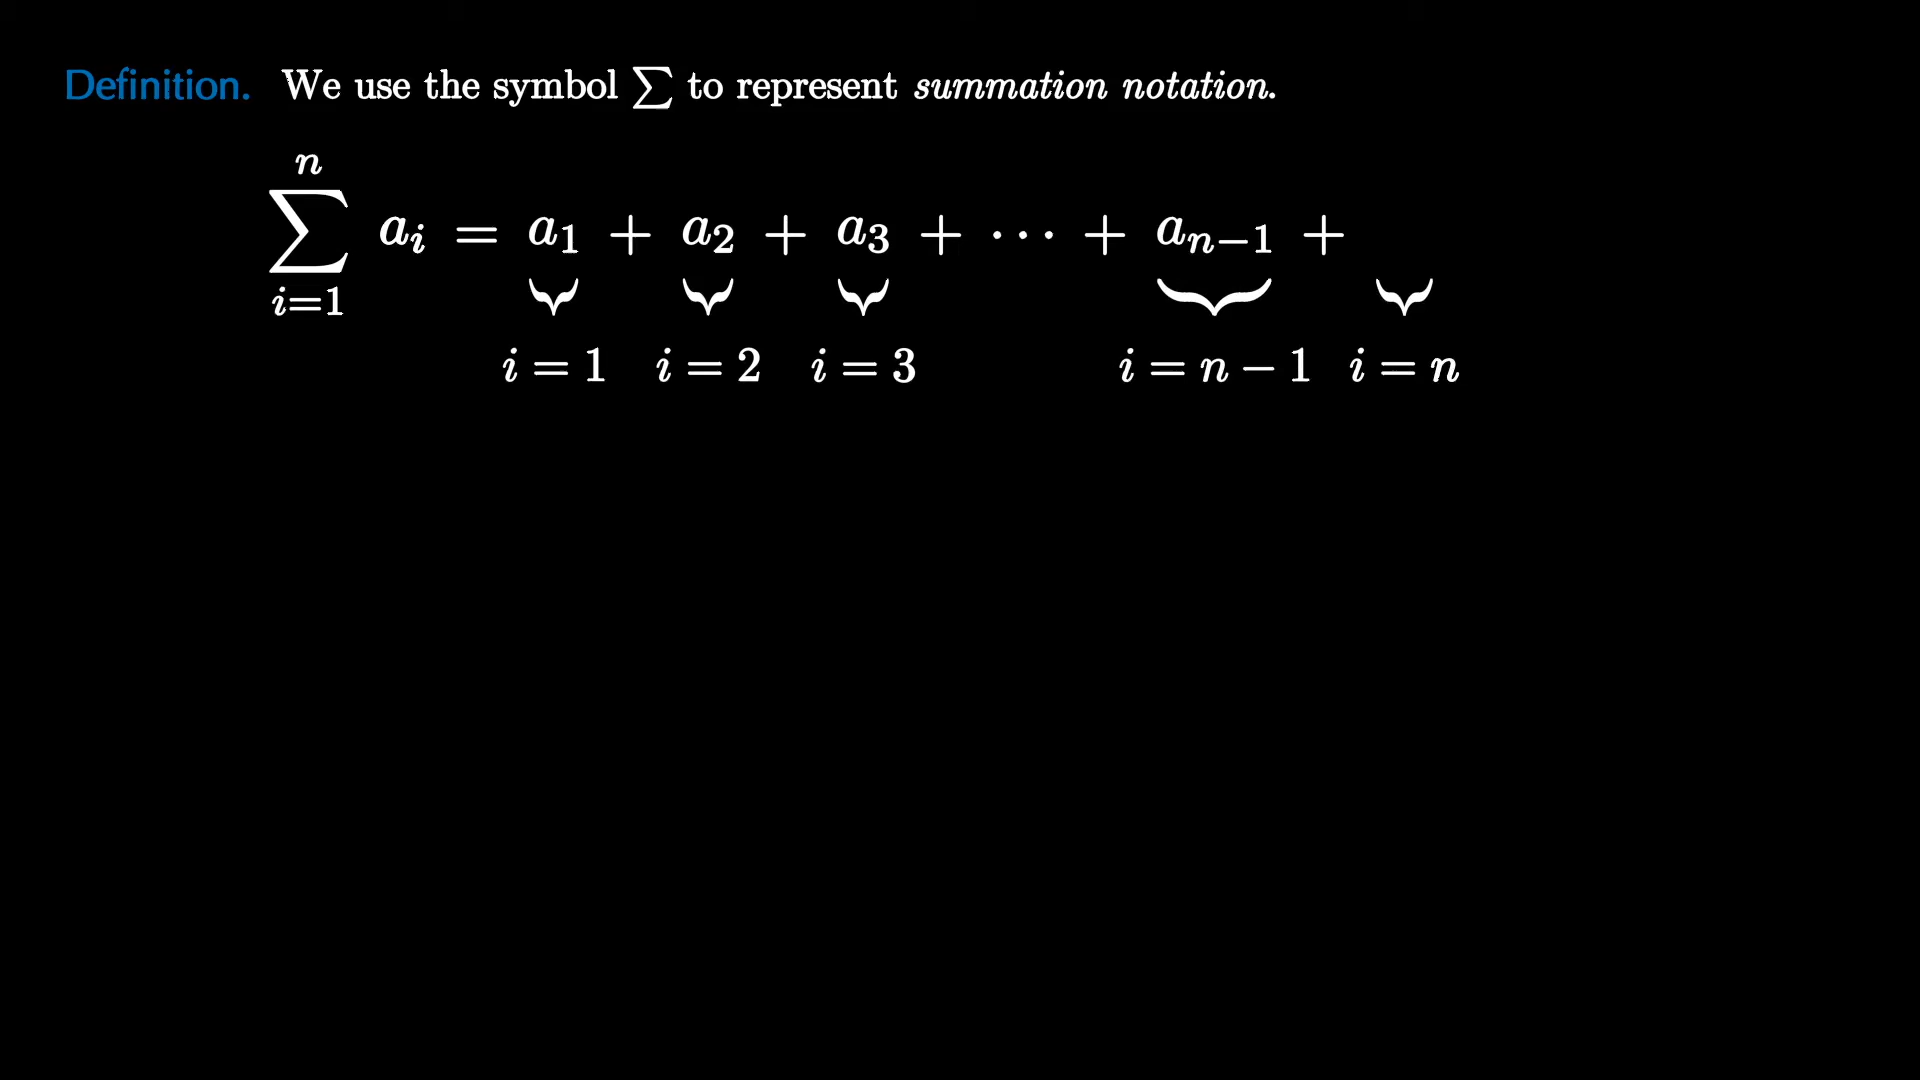 Definition. We use the symbol ∑ to represent summation notation.
n
∑ aᵢ = a₁ + a₂ + a₃ + ⋯ + aₙ₋₁ +
i=1
i = 1 i = 2 i = 3 i = n − 1 i = n